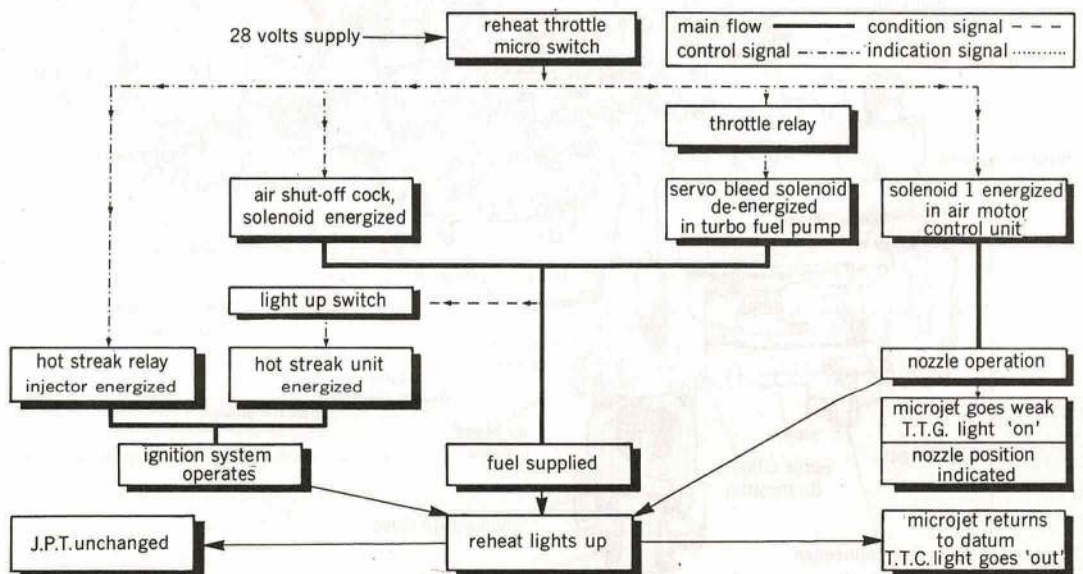 main flow
condition signal
control signal
indication signal
28 volts supply
reheat throttle
micro switch
throttle relay
air shut-off cock,
solenoid energized
servo bleed solenoid
de-energized
in turbo fuel pump
solenoid 1 energized
in air motor
control unit
light up switch
hot streak relay
injector energized
hot streak unit
energized
nozzle operation
microjet goes weak
T.T.G. light 'on'
nozzle position
indicated
ignition system
operates
fuel supplied
J.P.T. unchanged
reheat lights up
microjet returns
to datum
T.T.C. light goes 'out'